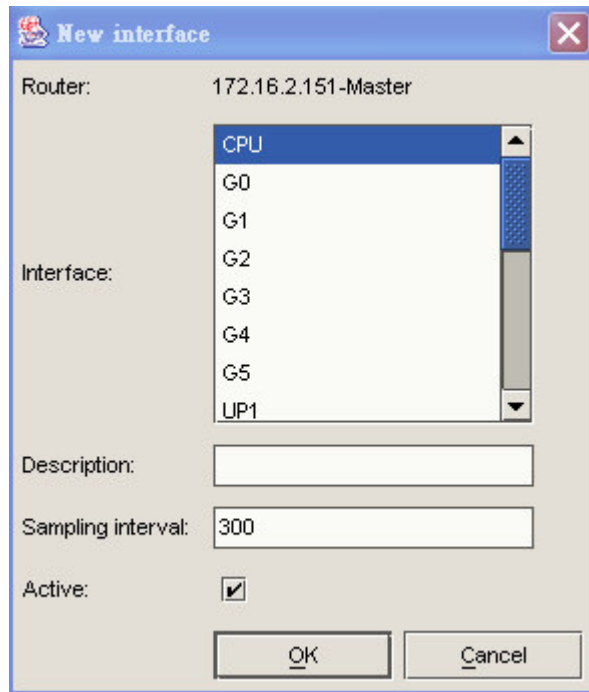 New interface
Router: 172.16.2.151-Master
Interface:
CPU
G0
G1
G2
G3
G4
G5
UP1
Description:
Sampling interval: 300
Active:
OK Cancel